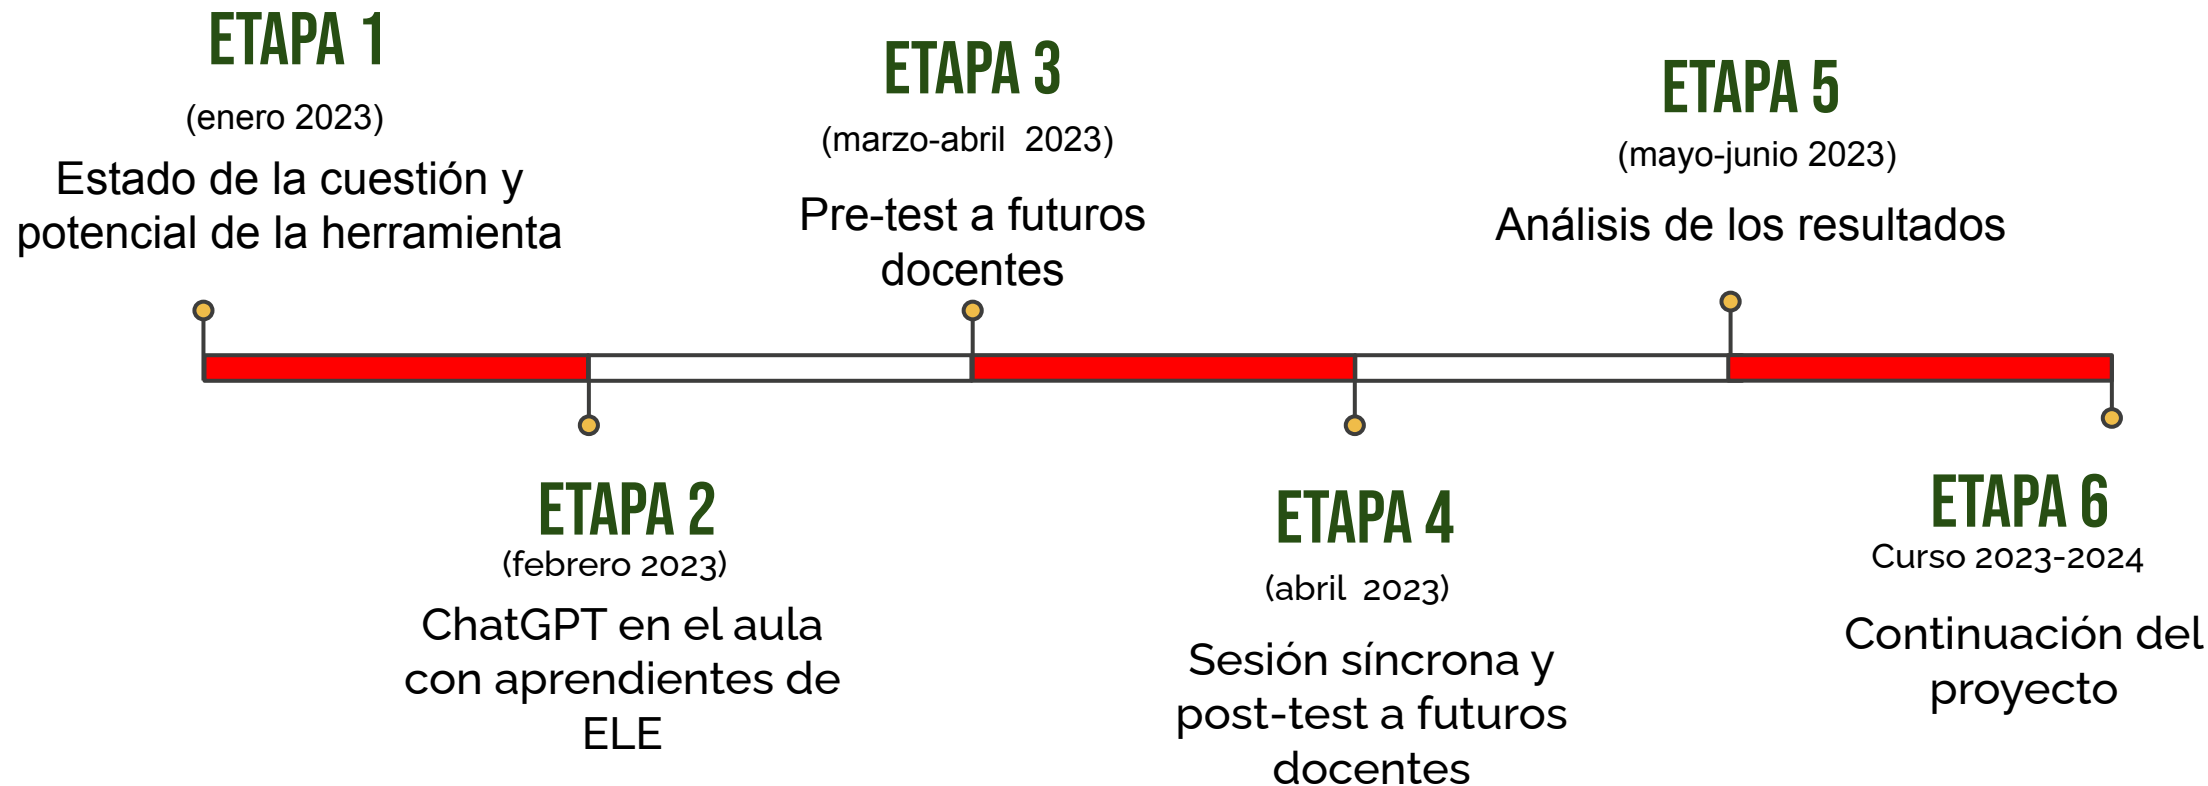 ETAPA 1
(enero 2023)
Estado de la cuestión y
potencial de la herramienta
ETAPA 2
(febrero 2023)
ChatGPT en el aula
con aprendientes de
ELE
ETAPA 3
(marzo-abril  2023)
Pre-test a futuros
docentes
ETAPA 4
(abril  2023)
Sesión síncrona y
post-test a futuros
docentes
ETAPA 5
(mayo-junio 2023)
Análisis de los resultados
ETAPA 6
Curso 2023-2024
Continuación del
proyecto